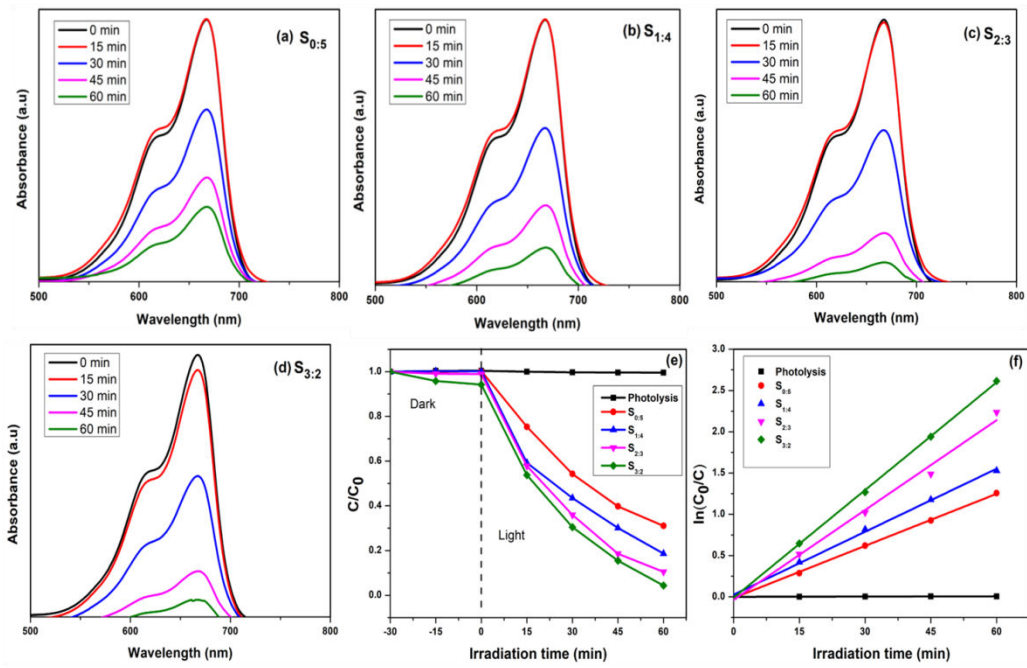 (a) S0:5
0 min
15 min
30 min
45 min
60 min
Absorbance (a.u)
500 600 700 800
Wavelength (nm)
(b) S1:4
0 min
15 min
30 min
45 min
60 min
Absorbance (a.u)
500 600 700 800
Wavelength (nm)
(c) S2:3
0 min
15 min
30 min
45 min
60 min
Absorbance (a.u)
500 600 700 800
Wavelength (nm)
(d) S3:2
0 min
15 min
30 min
45 min
60 min
Absorbance (a.u)
500 600 700 800
Wavelength (nm)
(e)
1.0
0.8
0.6
0.4
0.2
0.0
C/C0
Dark
Light
Photolysis
S0:5
S1:4
S2:3
S3:2
-30 -15 0 15 30 45 60
Irradiation time (min)
(f)
3.0
2.5
2.0
1.5
1.0
0.5
0.0
ln(C0/C)
Photolysis
S0:5
S1:4
S2:3
S3:2
0 15 30 45 60
Irradiation time (min)